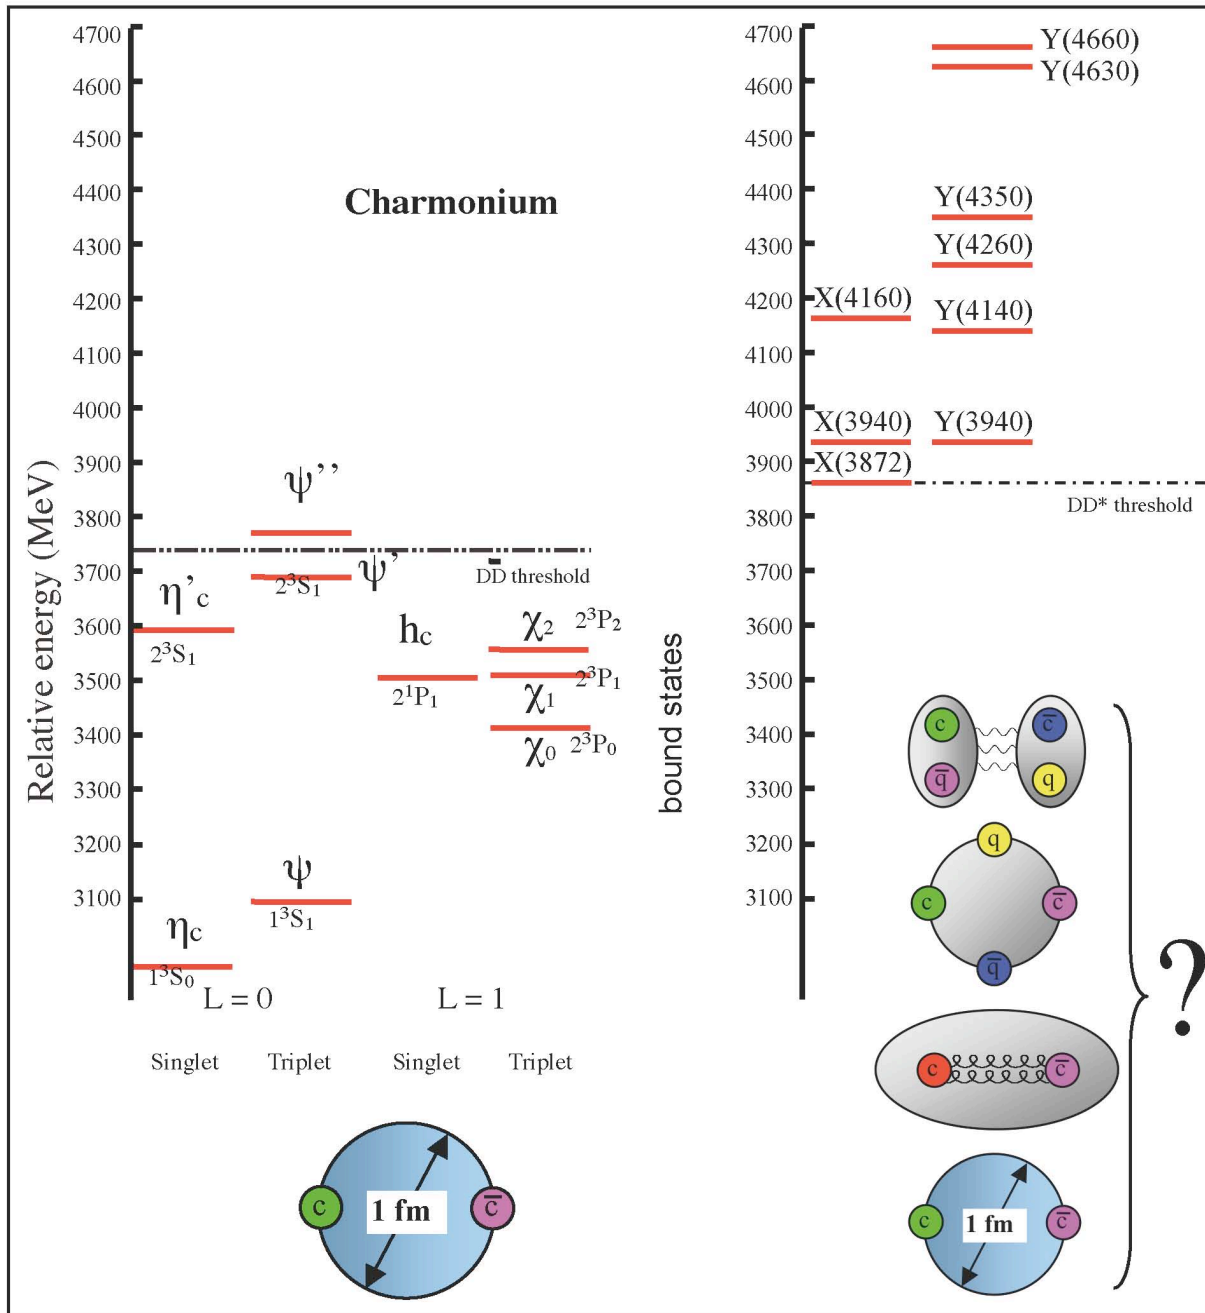 4700
4600
4500
4400
4300
4200
4100
4000
3900
3800
3700
3600
3500
3400
3300
3200
3100
Relative energy (MeV)
Charmonium
ψ''
ψ'
2³S₁
DD̄ threshold
η'c
2³S₁
hc
2¹P₁
χ₂ 2³P₂
2³P₁
χ₁
χ₀ 2³P₀
ψ
1³S₁
ηc
1³S₀
L = 0
L = 1
Singlet
Triplet
Singlet
Triplet
c
1 fm
c̄
bound states
4700
4600
4500
4400
4300
4200
4100
4000
3900
3800
3700
3600
3500
3400
3300
3200
3100
Y(4660)
Y(4630)
Y(4350)
Y(4260)
X(4160)
Y(4140)
X(3940)
Y(3940)
X(3872)
DD* threshold
c
c̄
q̄
q
q
c
c̄
q̄
c
c̄
c
1 fm
c̄
?